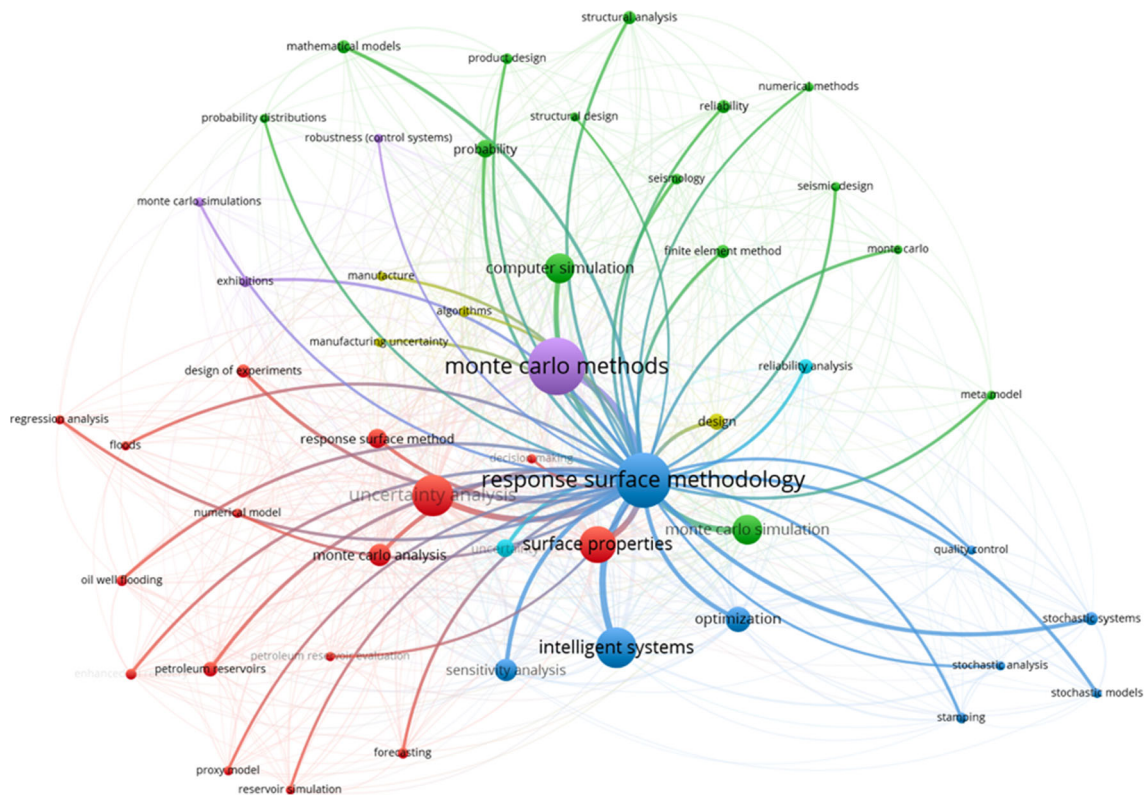 structural analysis
mathematical models
product design
numerical methods
reliability
probability distributions
structural design
robustness (control systems)
probability
seismology
seismic design
monte carlo simulations
finite element method
monte carlo
computer simulation
manufacture
exhibitions
algorithms
manufacturing uncertainty
monte carlo methods
reliability analysis
design of experiments
meta model
regression analysis
design
response surface method
floods
decision making
response surface methodology
uncertainty analysis
numerical model
monte carlo simulation
surface properties
uncertainty
quality control
monte carlo analysis
oil well flooding
optimization
stochastic systems
intelligent systems
petroleum reservoir evaluation
stochastic analysis
petroleum reservoirs
sensitivity analysis
enhanced
stochastic models
stamping
forecasting
proxy model
reservoir simulation